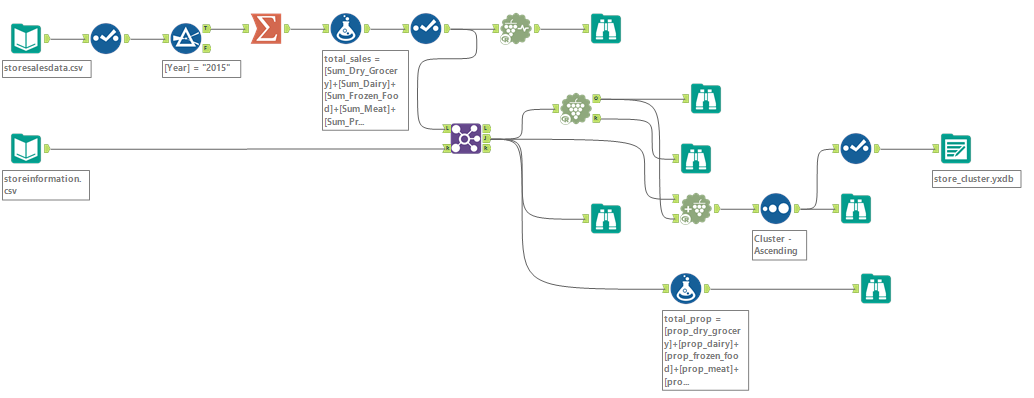 storesalesdata.csv
[Year] = "2015"
T
F
total_sales =
[Sum_Dry_Grocer
y]+[Sum_Dairy]+
[Sum_Frozen_Foo
d]+[Sum_Meat]+
[Sum_Pr...
R
storeinformation.
csv
L
R
L
J
R
R
O
R
R
Cluster -
Ascending
store_cluster.yxdb
total_prop =
[prop_dry_grocer
y]+[prop_dairy]+
[prop_frozen_foo
d]+[prop_meat]+
[pro...